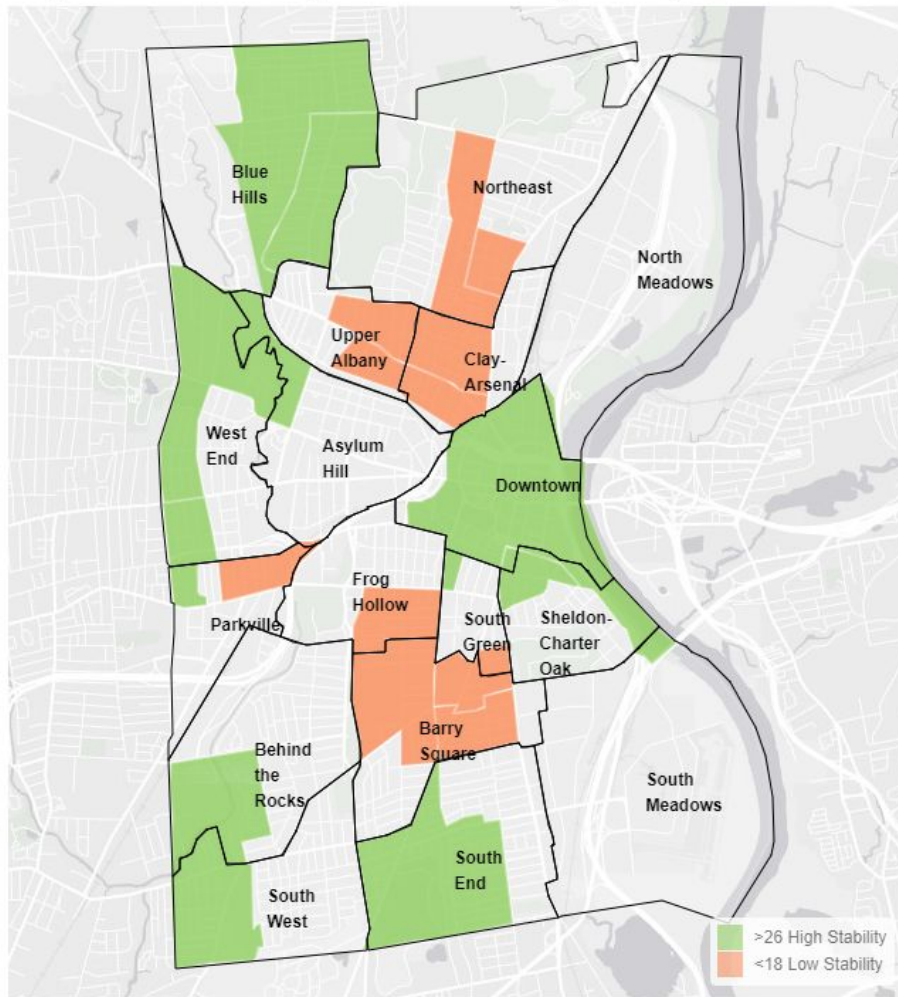 Blue
Hills
Northeast
North
Meadows
Upper
Albany
Clay-
Arsenal
West
End
Asylum
Hill
Downtown
Frog
Hollow
Parkville
South
Green
Sheldon-
Charter
Oak
Barry
Square
Behind
the
Rocks
South
Meadows
South
End
South
West
>26 High Stability
<18 Low Stability